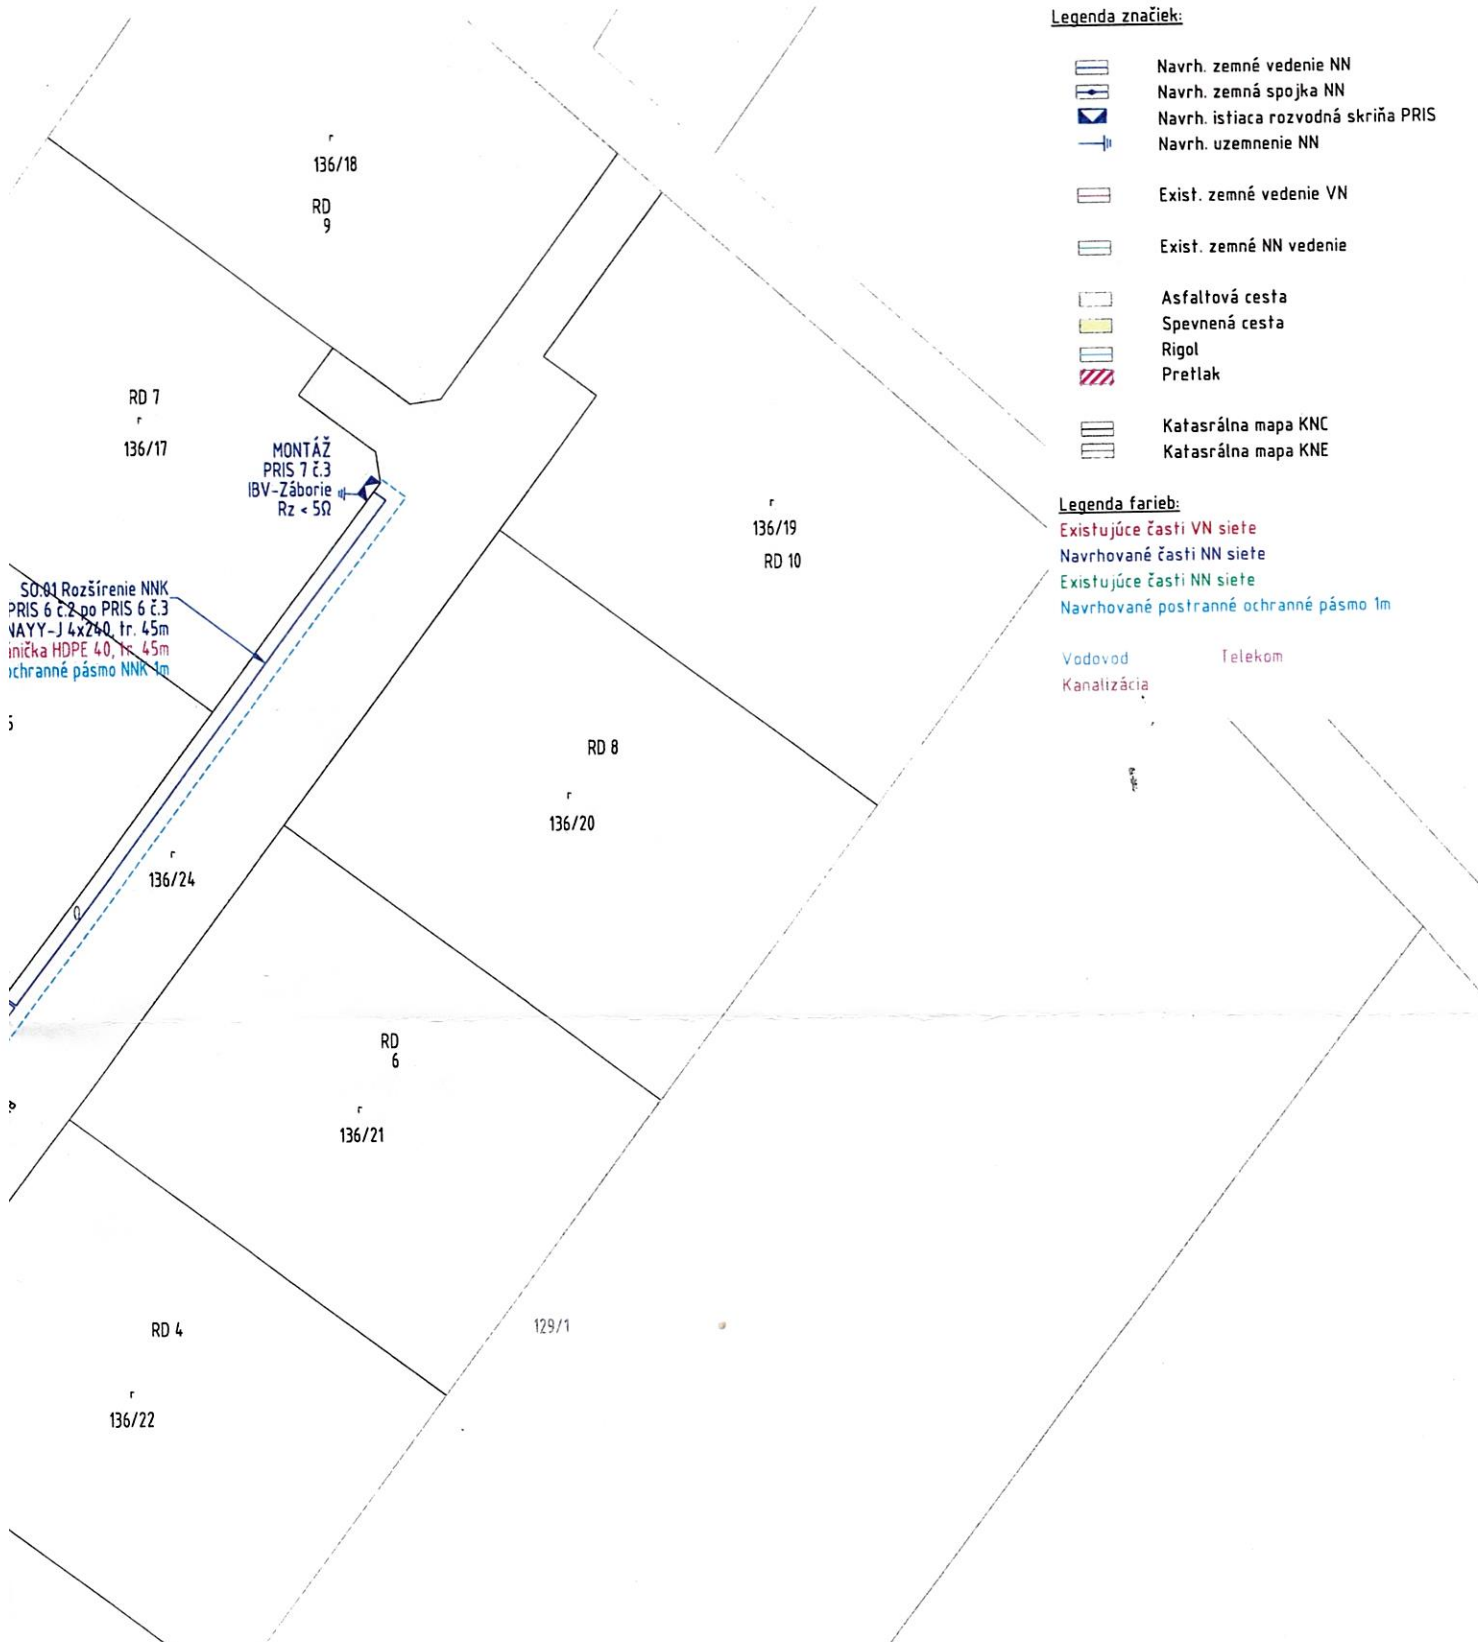 Legenda značiek:
Navrh. zemné vedenie NN
Navrh. zemná spojka NN
Navrh. istiaca rozvodná skriňa PRIS
Navrh. uzemnenie NN
Exist. zemné vedenie VN
Exist. zemné NN vedenie
Asfaltová cesta
Spevnená cesta
Rigol
Pretlak
Katasrálna mapa KNC
Katasrálna mapa KNE
Legenda farieb:
Existujúce časti VN siete
Navrhované časti NN siete
Existujúce časti NN siete
Navrhované postranné ochranné pásmo 1m
Vodovod Telekom
Kanalizácia
r
136/18
RD
9
RD 7
r
136/17
MONTÁŽ
PRIS 7 č.3
IBV-Záborie
Rz < 5Ω
r
136/19
RD 10
SO.01 Rozšírenie NNK
PRIS 6 č.2 po PRIS 6 č.3
NAYY-J 4x240, tr. 45m
HDPE 40, tr. 45m
ochranné pásmo NNK 1m
RD 8
r
136/20
r
136/24
RD
6
r
136/21
RD 4
r
136/22
129/1